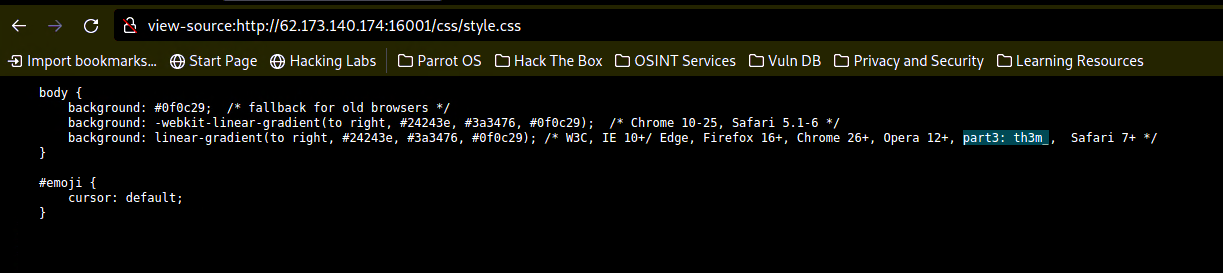 view-source:http://62.173.140.174:16001/css/style.css
Import bookmarks... Start Page Hacking Labs Parrot OS Hack The Box OSINT Services Vuln DB Privacy and Security Learning Resources
body {
    background: #0f0c29;  /* fallback for old browsers */
    background: -webkit-linear-gradient(to right, #24243e, #3a3476, #0f0c29);  /* Chrome 10-25, Safari 5.1-6 */
    background: linear-gradient(to right, #24243e, #3a3476, #0f0c29); /* W3C, IE 10+/ Edge, Firefox 16+, Chrome 26+, Opera 12+, part3: th3m_,  Safari 7+ */
}
#emoji {
    cursor: default;
}